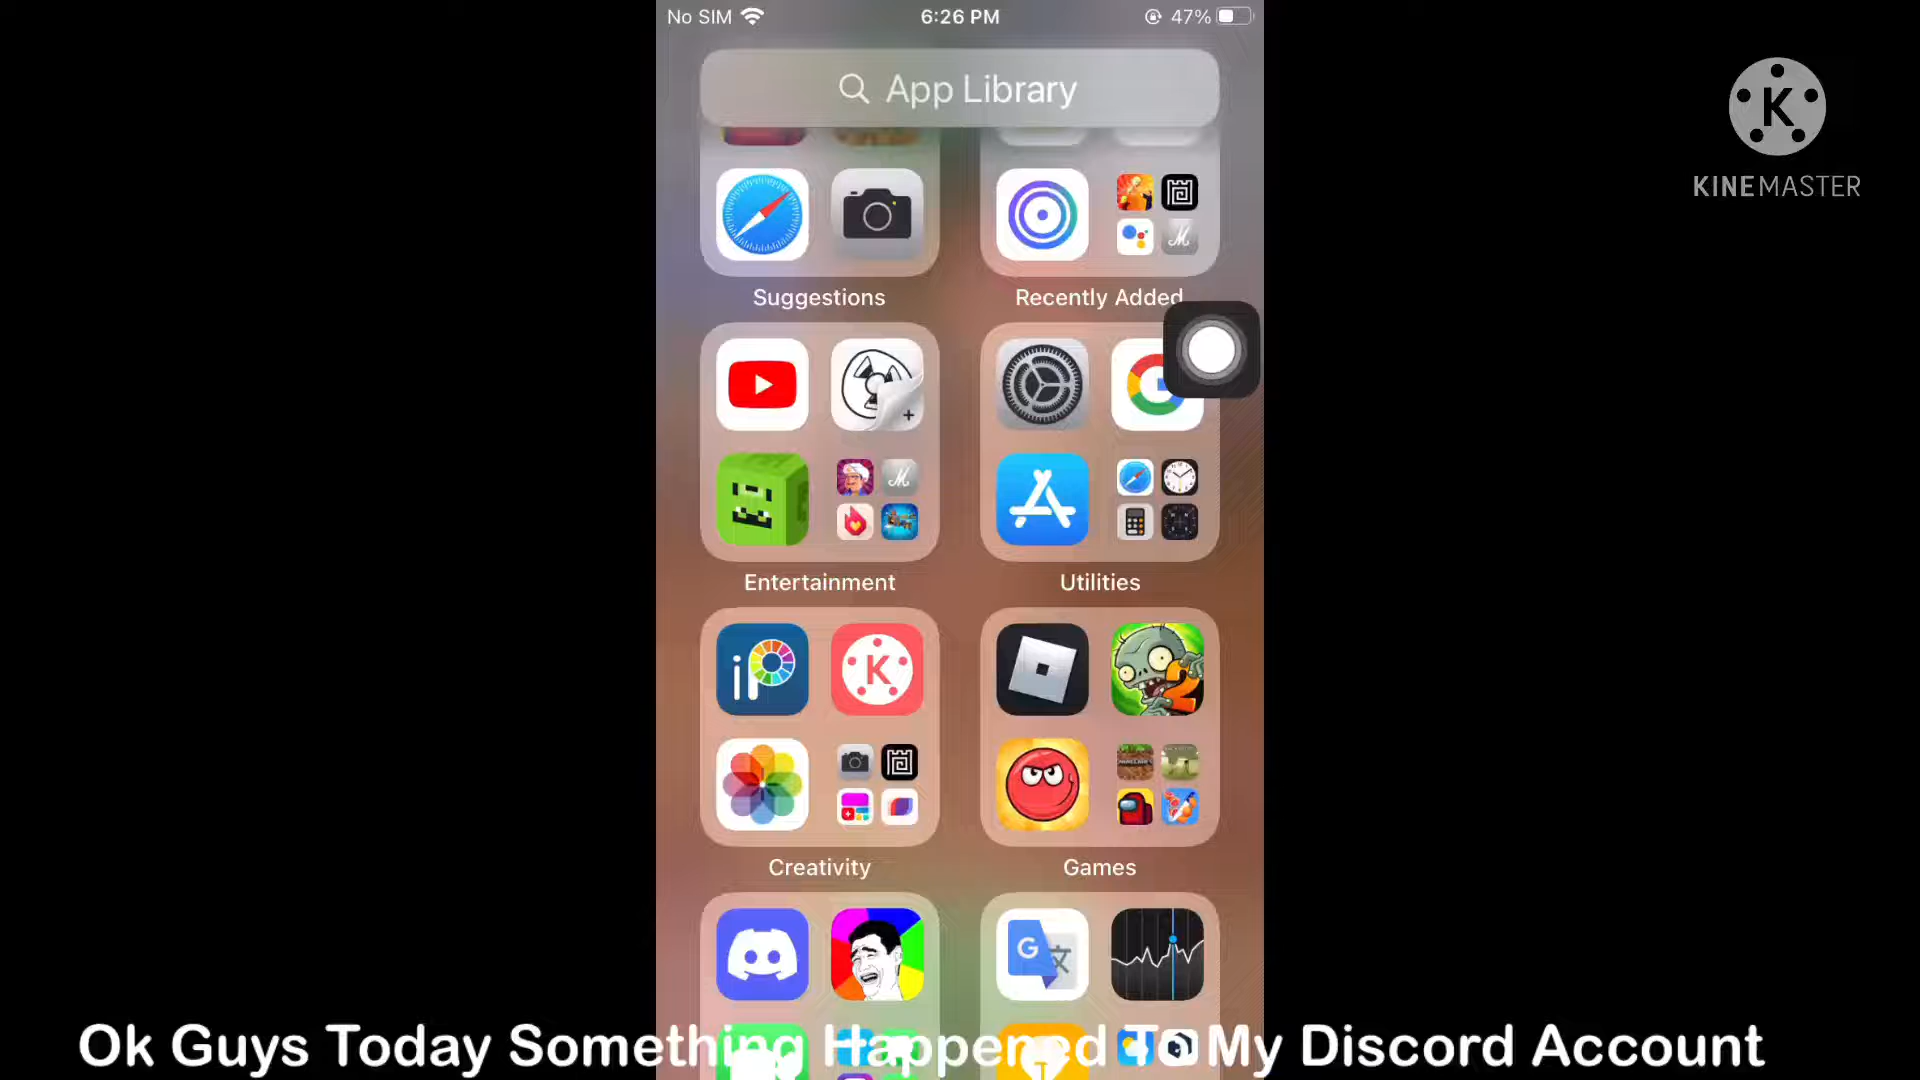 No SIM 6:26 PM 47%
App Library
K
KINEMASTER
Suggestions
Recently Added
Entertainment
Utilities
Creativity
Games
Ok Guys Today Something Happened To My Discord Account